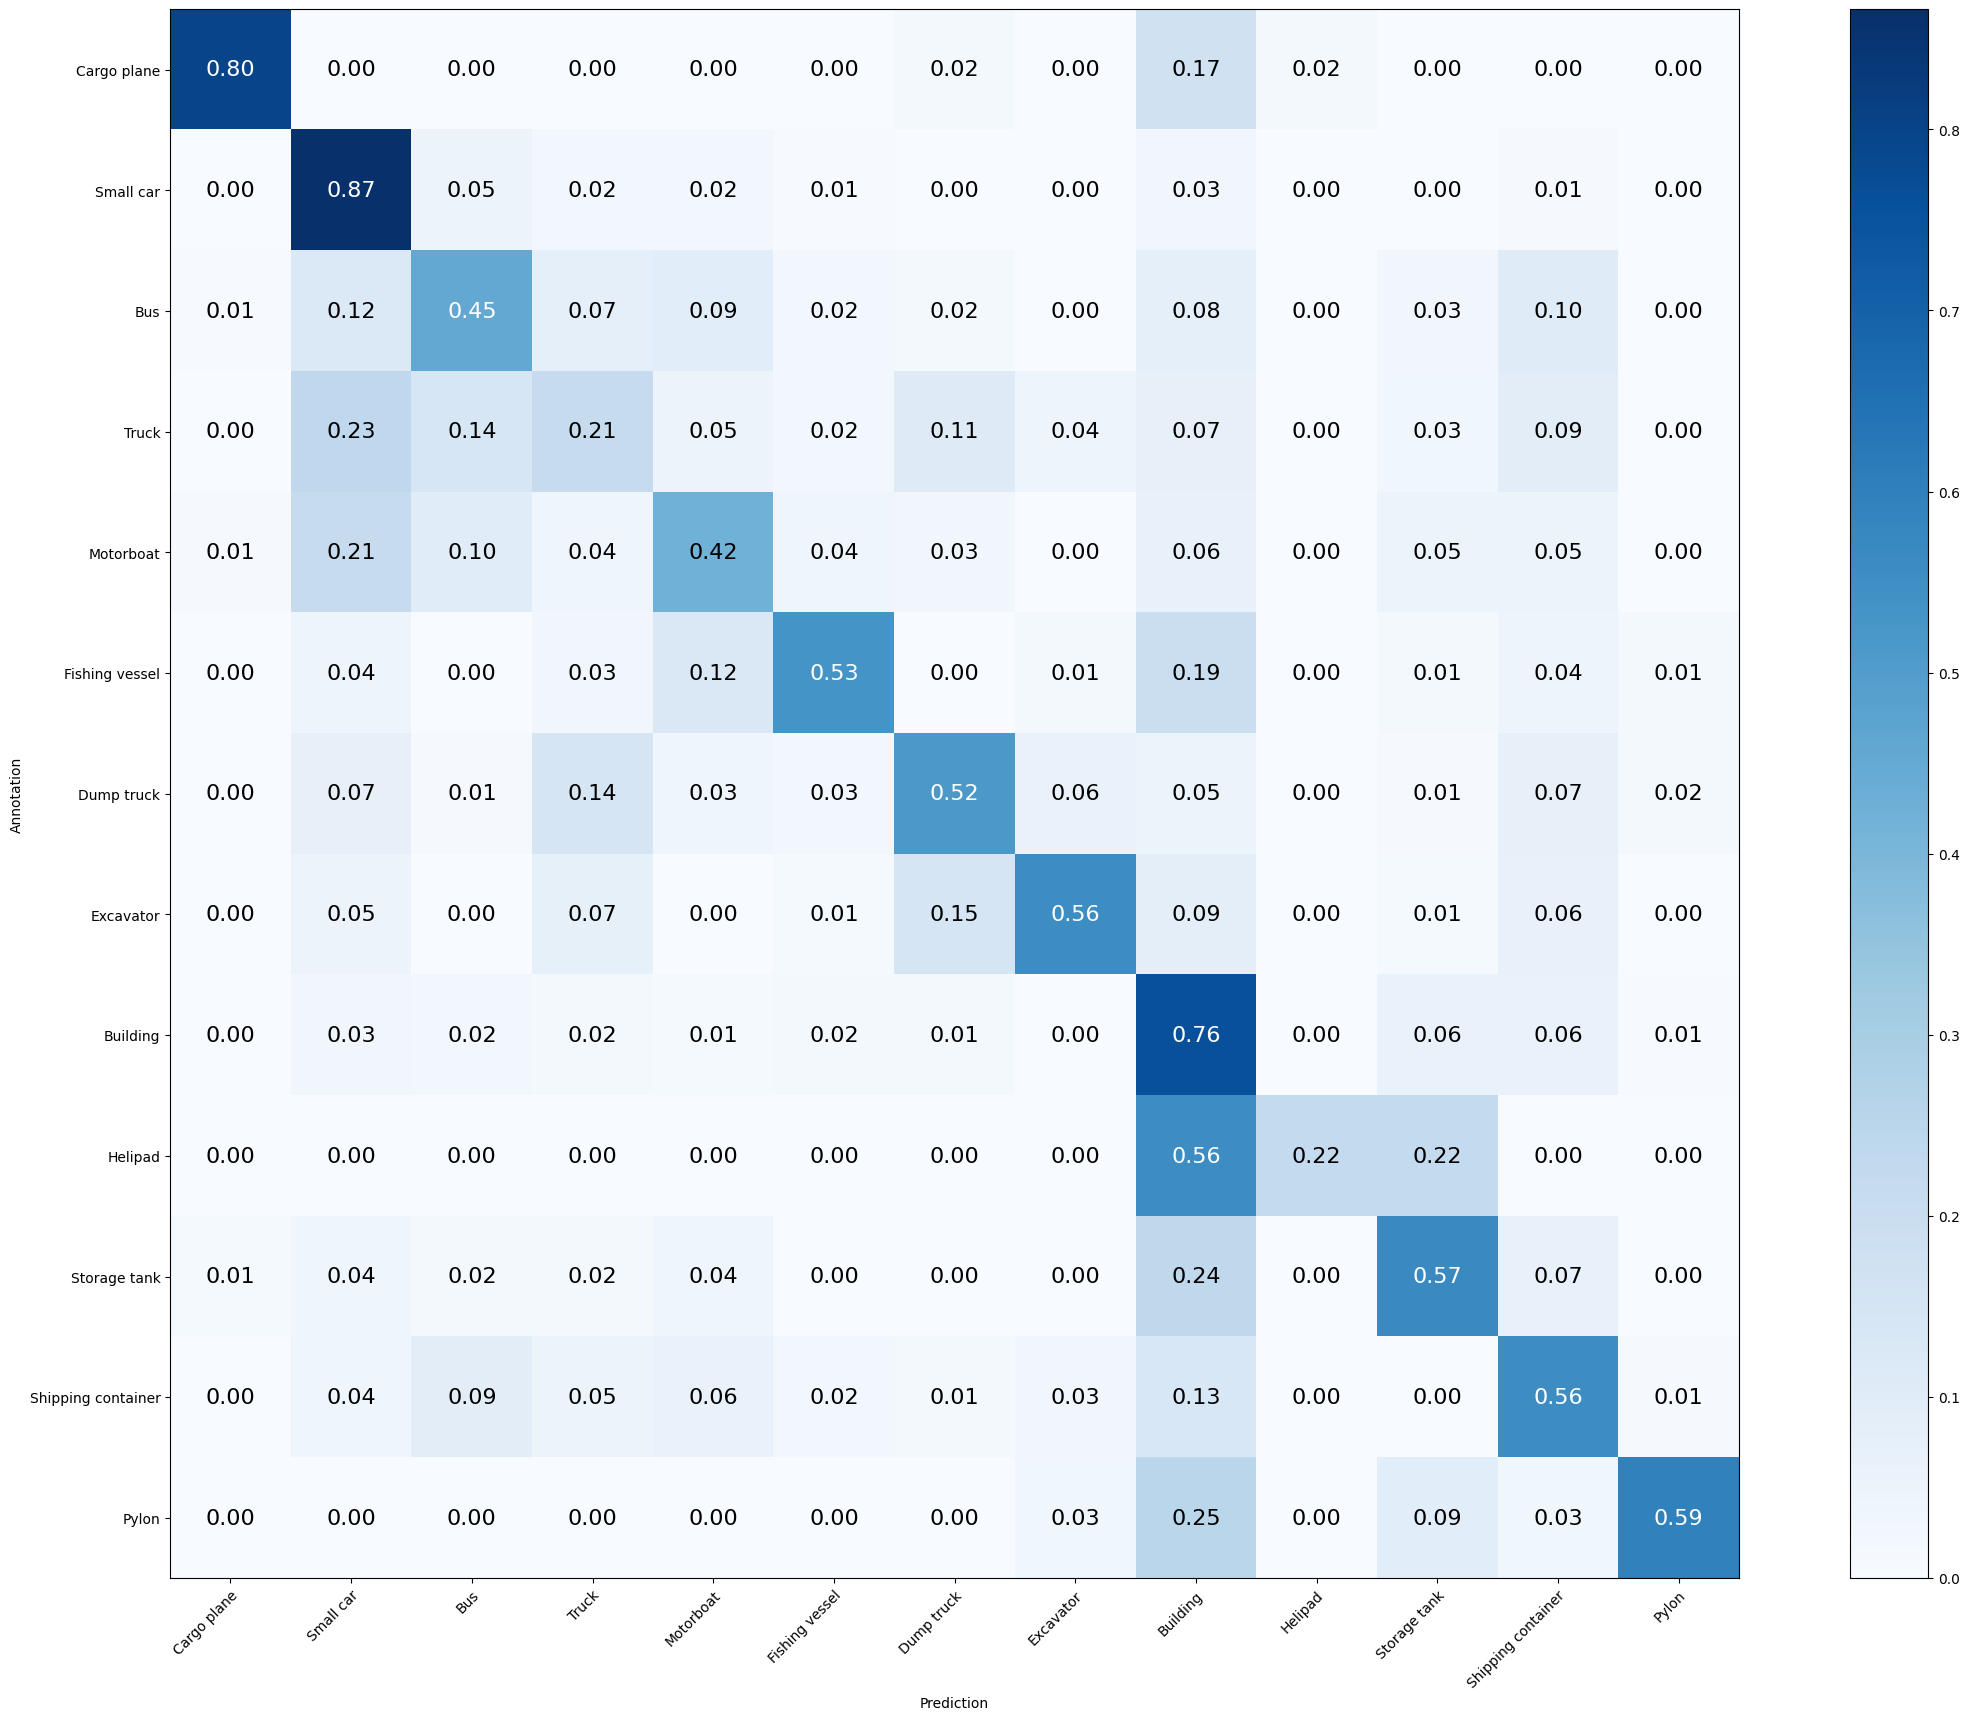 Cargo plane 0.80 0.00 0.00 0.00 0.00 0.00 0.02 0.00 0.17 0.02 0.00 0.00 0.00
Small car 0.00 0.87 0.05 0.02 0.02 0.01 0.00 0.00 0.03 0.00 0.00 0.01 0.00
Bus 0.01 0.12 0.45 0.07 0.09 0.02 0.02 0.00 0.08 0.00 0.03 0.10 0.00
Truck 0.00 0.23 0.14 0.21 0.05 0.02 0.11 0.04 0.07 0.00 0.03 0.09 0.00
Motorboat 0.01 0.21 0.10 0.04 0.42 0.04 0.03 0.00 0.06 0.00 0.05 0.05 0.00
Fishing vessel 0.00 0.04 0.00 0.03 0.12 0.53 0.00 0.01 0.19 0.00 0.01 0.04 0.01
Dump truck 0.00 0.07 0.01 0.14 0.03 0.03 0.52 0.06 0.05 0.00 0.01 0.07 0.02
Excavator 0.00 0.05 0.00 0.07 0.00 0.01 0.15 0.56 0.09 0.00 0.01 0.06 0.00
Building 0.00 0.03 0.02 0.02 0.01 0.02 0.01 0.00 0.76 0.00 0.06 0.06 0.01
Helipad 0.00 0.00 0.00 0.00 0.00 0.00 0.00 0.00 0.56 0.22 0.22 0.00 0.00
Storage tank 0.01 0.04 0.02 0.02 0.04 0.00 0.00 0.00 0.24 0.00 0.57 0.07 0.00
Shipping container 0.00 0.04 0.09 0.05 0.06 0.02 0.01 0.03 0.13 0.00 0.00 0.56 0.01
Pylon 0.00 0.00 0.00 0.00 0.00 0.00 0.00 0.03 0.25 0.00 0.09 0.03 0.59
Annotation
Cargo plane
Small car
Bus
Truck
Motorboat
Fishing vessel
Dump truck
Excavator
Building
Helipad
Storage tank
Shipping container
Pylon
Prediction
0.8
0.7
0.6
0.5
0.4
0.3
0.2
0.1
0.0